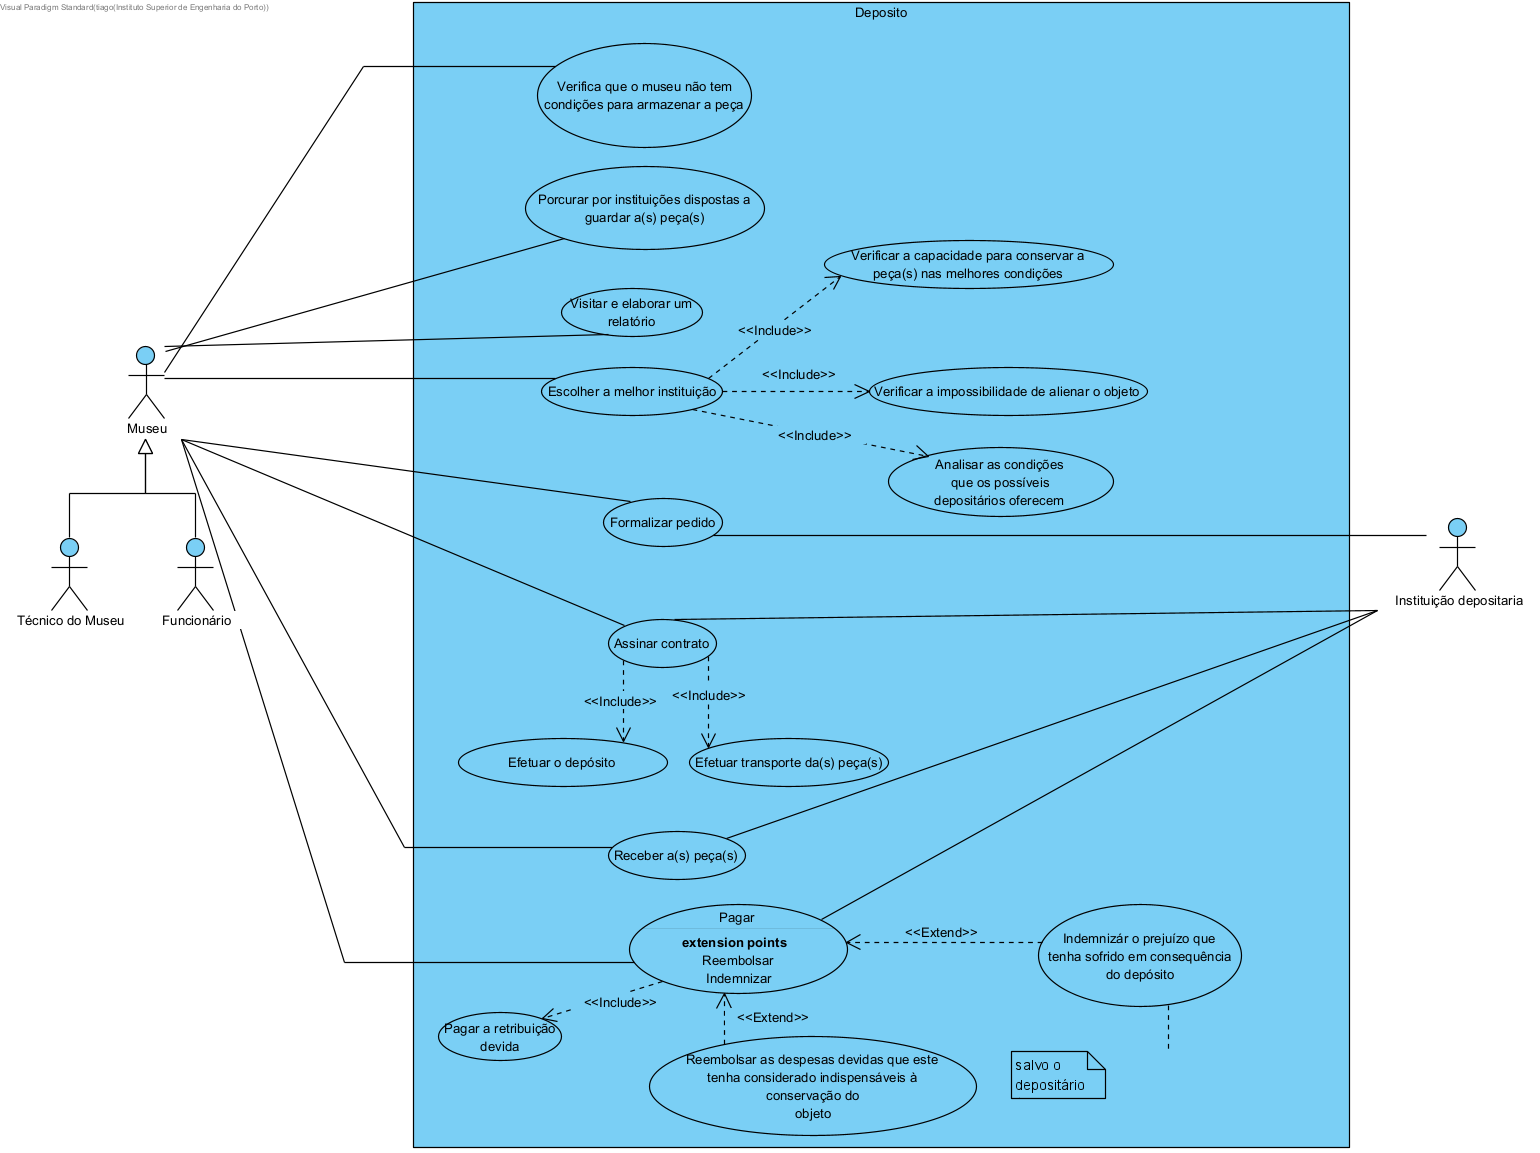 Visual Paradigm Standard(tiago(Instituto Superior de Engenharia do Porto))
Deposito
Verifica que o museu não tem
condições para armazenar a peça
Porcurar por instituições dispostas a
guardar a(s) peça(s)
Verificar a capacidade para conservar a
peça(s) nas melhores condições
Visitar e elaborar um
relatório
<<Include>>
<<Include>>
Escolher a melhor instituição
Verificar a impossibilidade de alienar o objeto
Museu
<<Include>>
Analisar as condições
que os possíveis
depositários oferecem
Formalizar pedido
Instituição depositaria
Técnico do Museu
Funcionário
Assinar contrato
<<Include>>
<<Include>>
Efetuar o depósito
Efetuar transporte da(s) peça(s)
Receber a(s) peça(s)
Pagar
extension points
Reembolsar
Indemnizar
<<Extend>>
Indemnizár o prejuízo que
tenha sofrido em consequência
do depósito
<<Include>>
<<Extend>>
Pagar a retribuição
devida
Reembolsar as despesas devidas que este
tenha considerado indispensáveis à
conservação do
objeto
salvo o
depositário